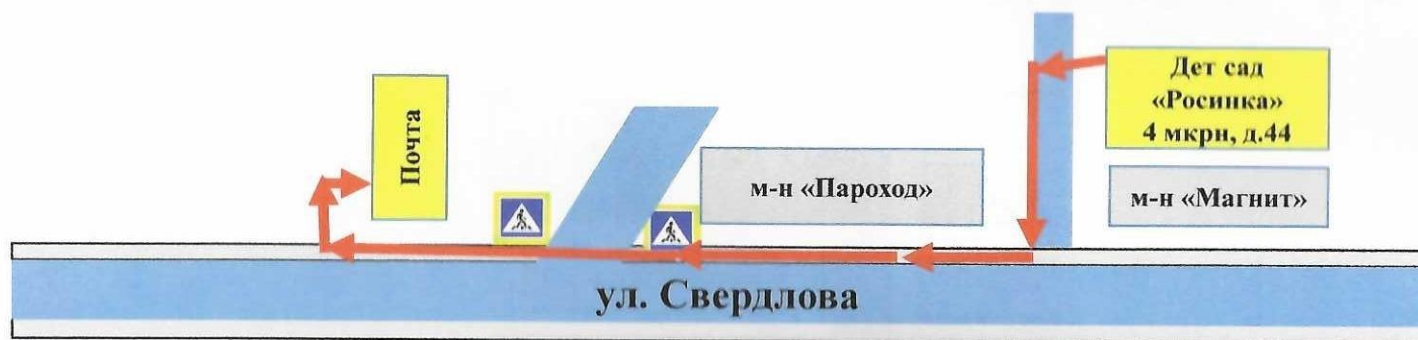 Почта
Дет сад
«Росинка»
4 мкрн, д.44
м-н «Пароход»
м-н «Магнит»
ул. Свердлова